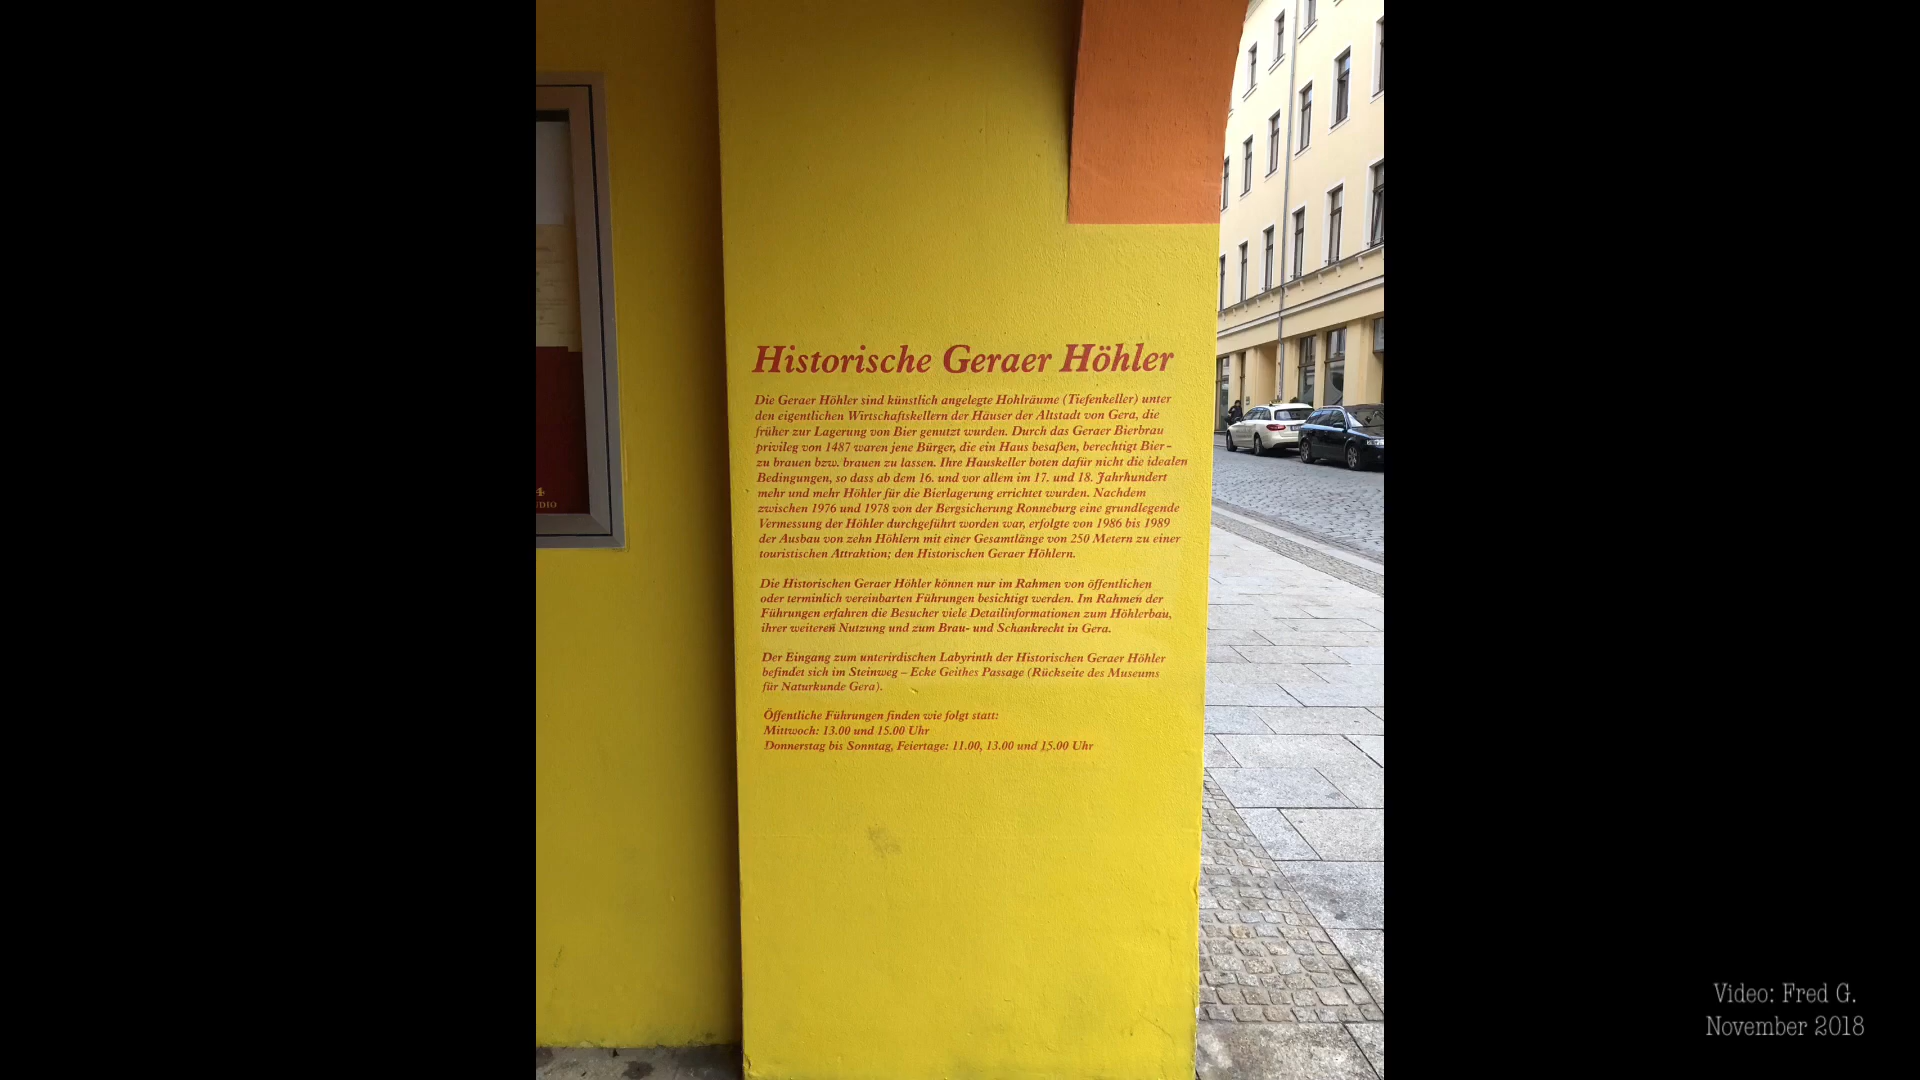 Historische Geraer Höhler
Die Geraer Höhler sind künstlich angelegte Hohlräume (Tiefenkeller) unter
den eigentlichen Wirtschaftskellern der Häuser der Altstadt von Gera, die
früher zur Lagerung von Bier genutzt wurden. Durch das Geraer Bierbrau
privileg von 1487 waren jene Bürger, die ein Haus besaßen, berechtigt Bier -
zu brauen bzw. brauen zu lassen. Ihre Hauskeller boten dafür nicht die idealen
Bedingungen, so dass ab dem 16. und vor allem im 17. und 18. Jahrhundert
mehr und mehr Höhler für die Bierlagerung errichtet wurden. Nachdem
zwischen 1976 und 1978 von der Bergsicherung Ronneburg eine grundlegende
Vermessung der Höhler durchgeführt worden war, erfolgte von 1986 bis 1989
der Ausbau von zehn Höhlern mit einer Gesamtlänge von 250 Metern zu einer
touristischen Attraktion; den Historischen Geraer Höhlern.
Die Historischen Geraer Höhler können nur im Rahmen von öffentlichen
oder terminlich vereinbarten Führungen besichtigt werden. Im Rahmen der
Führungen erfahren die Besucher viele Detailinformationen zum Höhlerbau,
ihrer weiteren Nutzung und zum Brau- und Schankrecht in Gera.
Der Eingang zum unterirdischen Labyrinth der Historischen Geraer Höhler
befindet sich im Steinweg – Ecke Geithes Passage (Rückseite des Museums
für Naturkunde Gera).
Öffentliche Führungen finden wie folgt statt:
Mittwoch: 13.00 und 15.00 Uhr
Donnerstag bis Sonntag, Feiertage: 11.00, 13.00 und 15.00 Uhr
4
Video: Fred G.
November 2018